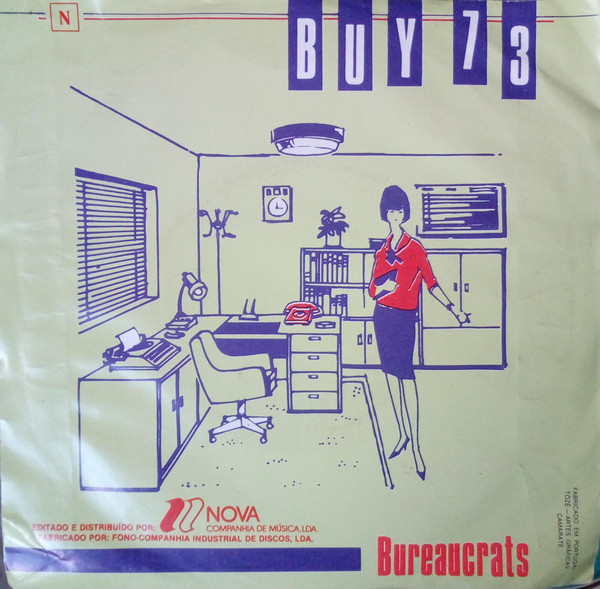 N
BUY 73
EDITADO E DISTRIBUÍDO POR:
NOVA
COMPANHIA DE MÚSICA, LDA.
FABRICADO POR: FONO-COMPANHIA INDUSTRIAL DE DISCOS, LDA.
Bureaucrats
FABRICADO EM PORTUGAL
TÓZÉ — ARTES GRÁFICAS
CAMARATE